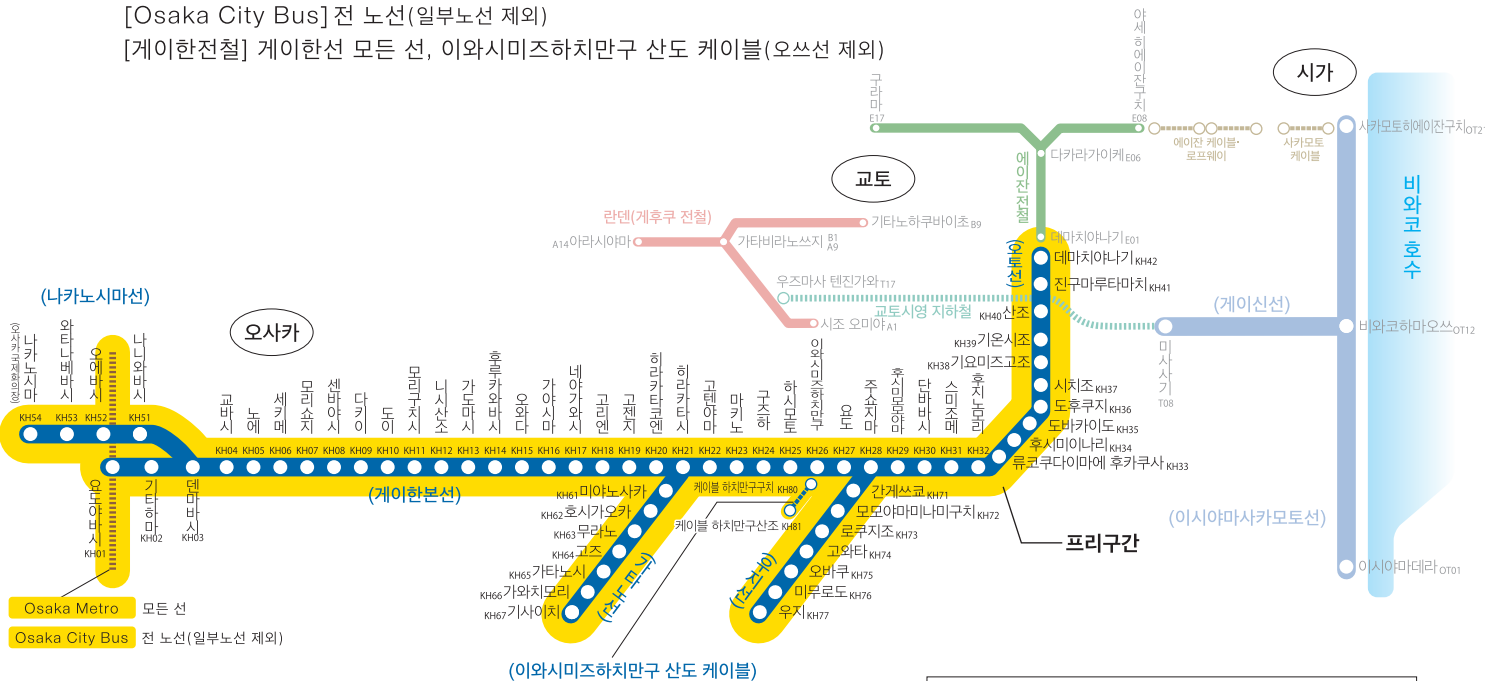 [Osaka City Bus] 전 노선(일부노선 제외)
[게이한전철] 게이한선 모든 선, 이와시미즈하치만구 산도 케이블(오쓰선 제외)
시가
교토
오사카
야세히에이잔구치
E08
구라마
E17
다카라가이케 E06
에이잔 전철
에이잔 케이블·
로프웨이
사카모토
케이블
사카모토히에이잔구치 OT21
비와코 호수
란덴(게후쿠 전철)
A14 아라시야마
가타비라노쓰지 B1
A9
기타노하쿠바이초 B9
우즈마사 텐진가와 T17
교토시영 지하철
시조 오미야 A1
데마치야나기 E01
(오토선)
데마치야나기 KH42
진구마루타마치 KH41
KH40 산조
KH39 기온시조
KH38 기요미즈고조
시치조 KH37
도후쿠지 KH36
도바카이도 KH35
후시미이나리 KH34
류코쿠다이마에 후카쿠사 KH33
(게이신선)
미사사기
T08
비와코하마오쓰 OT12
(이시야마사카모토선)
이시야마데라 OT01
(나카노시마선)
나카노시마
(오사카국제회의장)
KH54
와타나베바시
KH53
오에바시
KH52
나니와바시
KH51
요도야바시
KH01
기타하마
KH02
덴마바시
KH03
(게이한본선)
교바시
KH04
노에
KH05
세키메
KH06
모리쇼지
KH07
센바야시
KH08
다키이
KH09
도이
KH10
모리구치시
KH11
니시산소
KH12
가도마시
KH13
후루카와바시
KH14
오와다
KH15
가야시마
KH16
네야가와시
KH17
고리엔
KH18
고젠지
KH19
히라카타코엔
KH20
히라카타시
KH21
고텐야마
KH22
마키노
KH23
구즈하
KH24
하시모토
KH25
이와시미즈하치만구
KH26
요도
KH27
주쇼지마
KH28
후시미모모야마
KH29
단바바시
KH30
스미조메
KH31
후지노모리
KH32
KH61 미야노사카
KH62 호시가오카
KH63 무라노
KH64 고즈
KH65 가타노시
KH66 가와치모리
KH67 기사이치
(가타노선)
케이블 하치만구구치 KH80
케이블 하치만구산조 KH81
(이와시미즈하치만구 산도 케이블)
간게쓰쿄 KH71
모모야마미나미구치 KH72
로쿠지조 KH73
고와타 KH74
오바쿠 KH75
미무로도 KH76
우지 KH77
(우지선)
프리구간
Osaka Metro 모든 선
Osaka City Bus 전 노선(일부노선 제외)